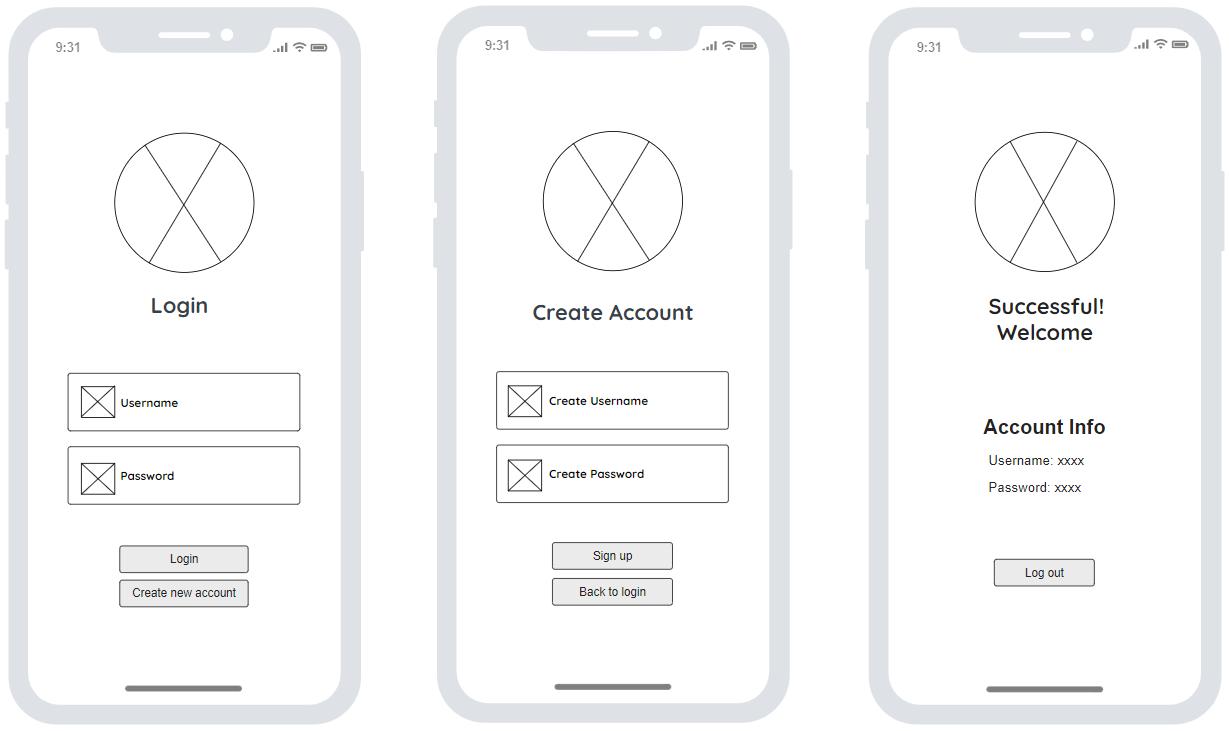 9:31
Login
Username
Password
Login
Create new account
9:31
Create Account
Create Username
Create Password
Sign up
Back to login
9:31
Successful!
Welcome
Account Info
Username: xxxx
Password: xxxx
Log out